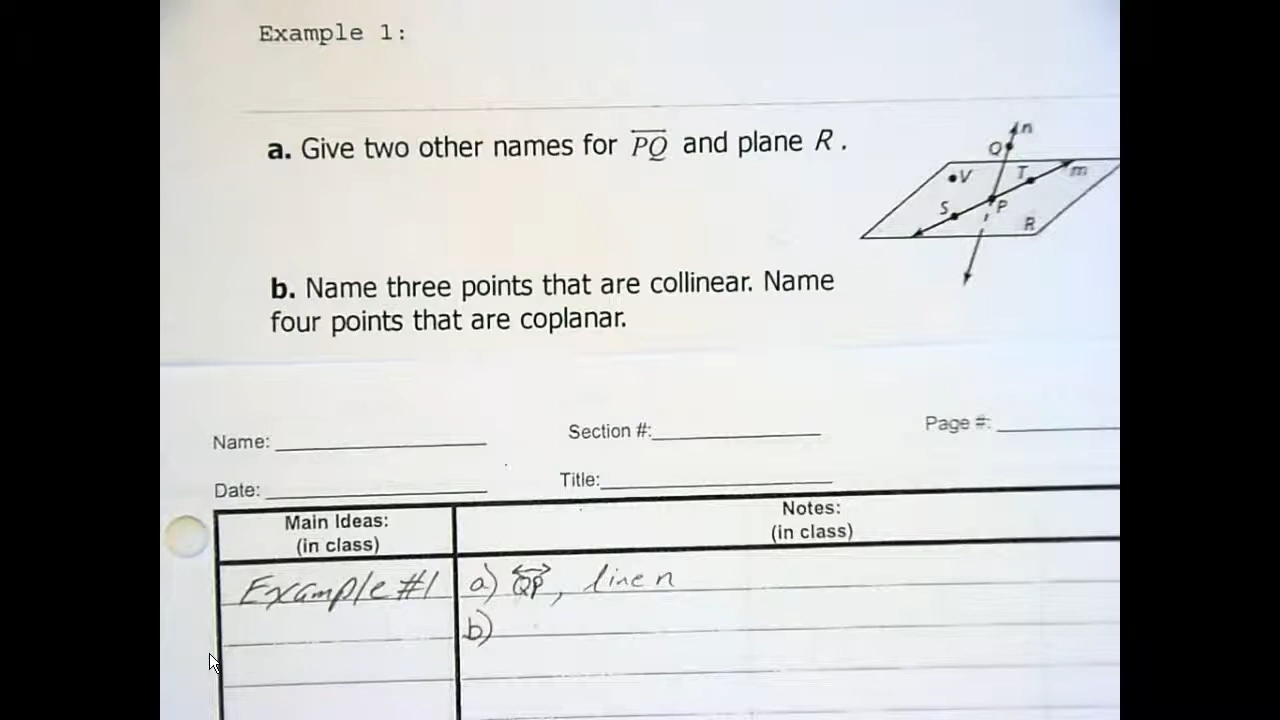 Example 1:
a. Give two other names for PQ and plane R.
n
Q
V
T
m
S
P
R
b. Name three points that are collinear. Name
four points that are coplanar.
Name:
Section #:
Page #:
Date:
Title:
Main Ideas:
(in class)
Notes:
(in class)
Example #1
a) QP, line n
b)